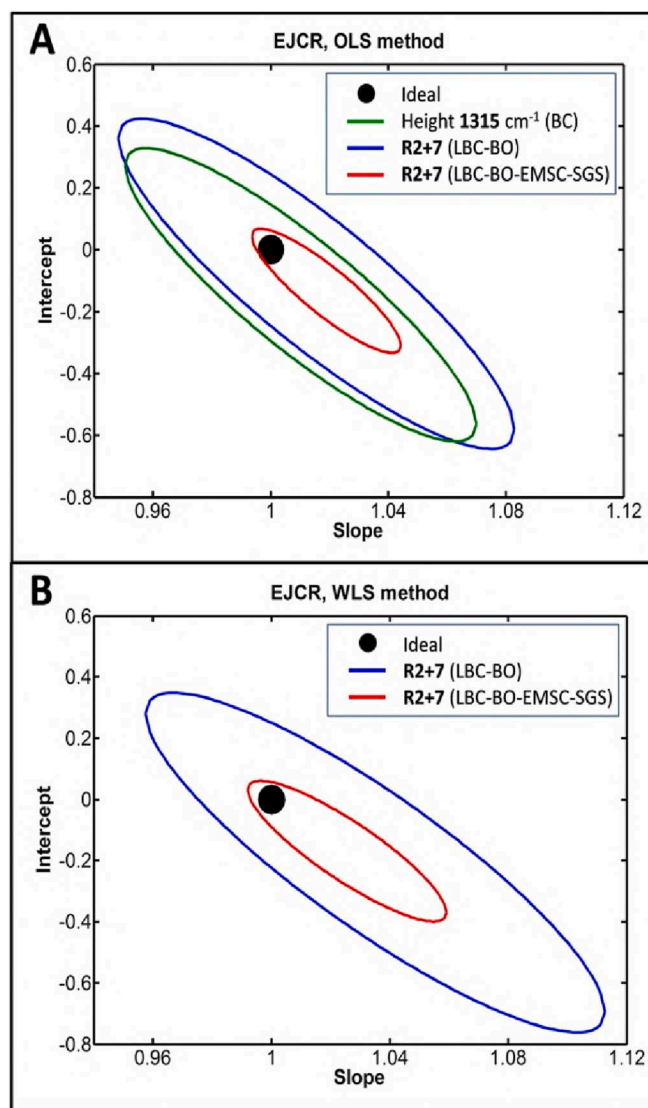 A
EJCR, OLS method
0.6
0.4
0.2
0
-0.2
-0.4
-0.6
-0.8
Intercept
Ideal
Height 1315 cm⁻¹ (BC)
R2+7 (LBC-BO)
R2+7 (LBC-BO-EMSC-SGS)
0.96
1
1.04
1.08
1.12
Slope
B
EJCR, WLS method
0.6
0.4
0.2
0
-0.2
-0.4
-0.6
-0.8
Intercept
Ideal
R2+7 (LBC-BO)
R2+7 (LBC-BO-EMSC-SGS)
0.96
1
1.04
1.08
1.12
Slope